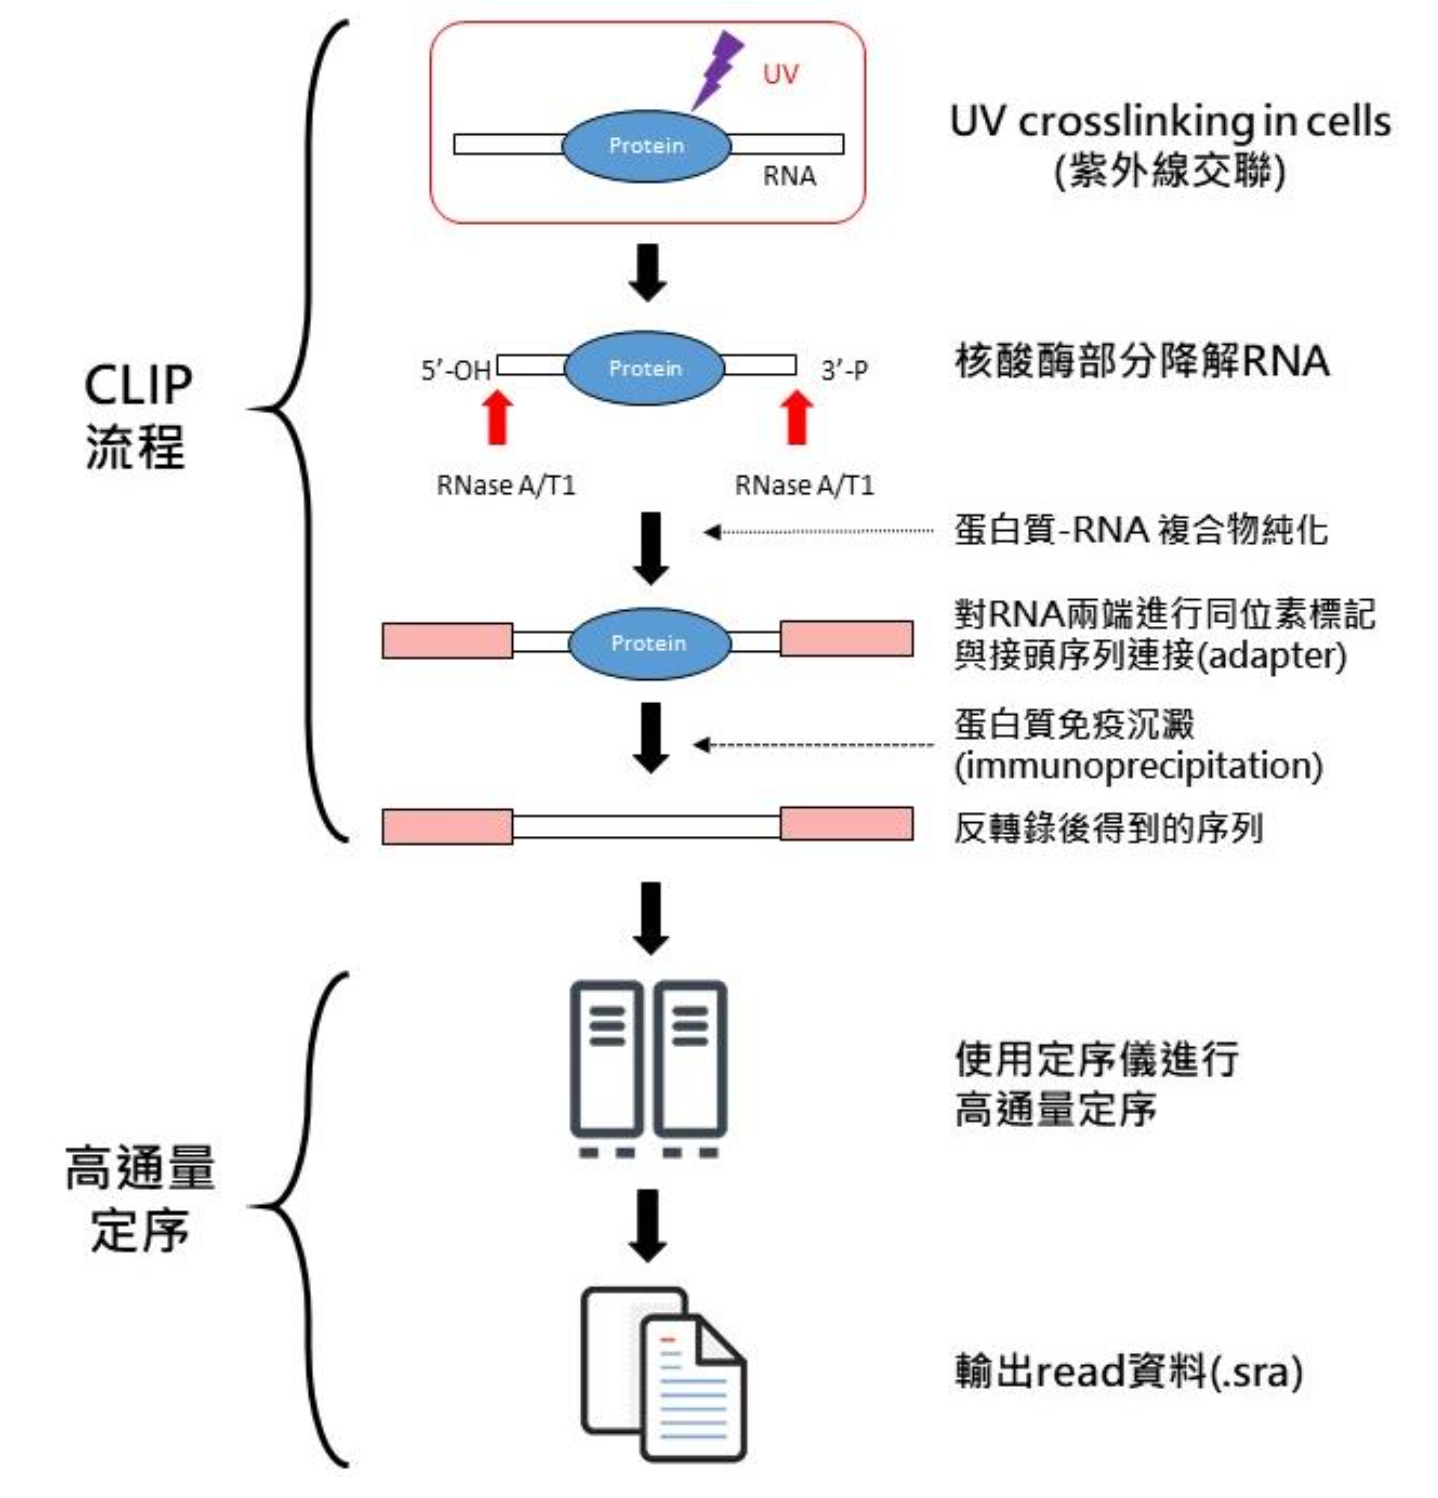 UV
Protein
RNA
UV crosslinking in cells
(紫外線交聯)
CLIP
流程
5’-OH
Protein
3’-P
核酸酶部分降解RNA
RNase A/T1
RNase A/T1
蛋白質-RNA 複合物純化
Protein
對RNA兩端進行同位素標記
與接頭序列連接(adapter)
蛋白質免疫沉澱
(immunoprecipitation)
反轉錄後得到的序列
高通量
定序
使用定序儀進行
高通量定序
輸出read資料(.sra)